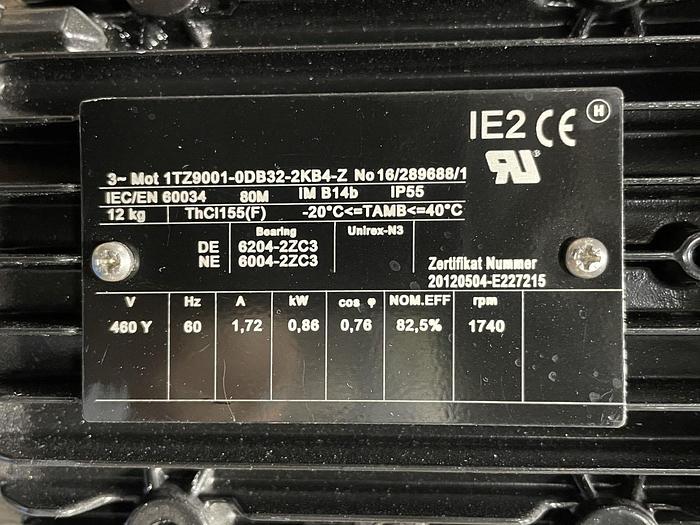 IE2 CE H
RU
3~ Mot 1TZ9001-0DB32-2KB4-Z No 16/289688/1
IEC/EN 60034 80M IM B14b IP55
12 kg ThCl155(F) -20°C<=TAMB<=40°C
Bearing Unirex-N3
DE 6204-2ZC3
NE 6004-2ZC3
Zertifikat Nummer
20120504-E227215
V Hz A kW cos φ NOM.EFF rpm
460 Y 60 1,72 0,86 0,76 82,5% 1740